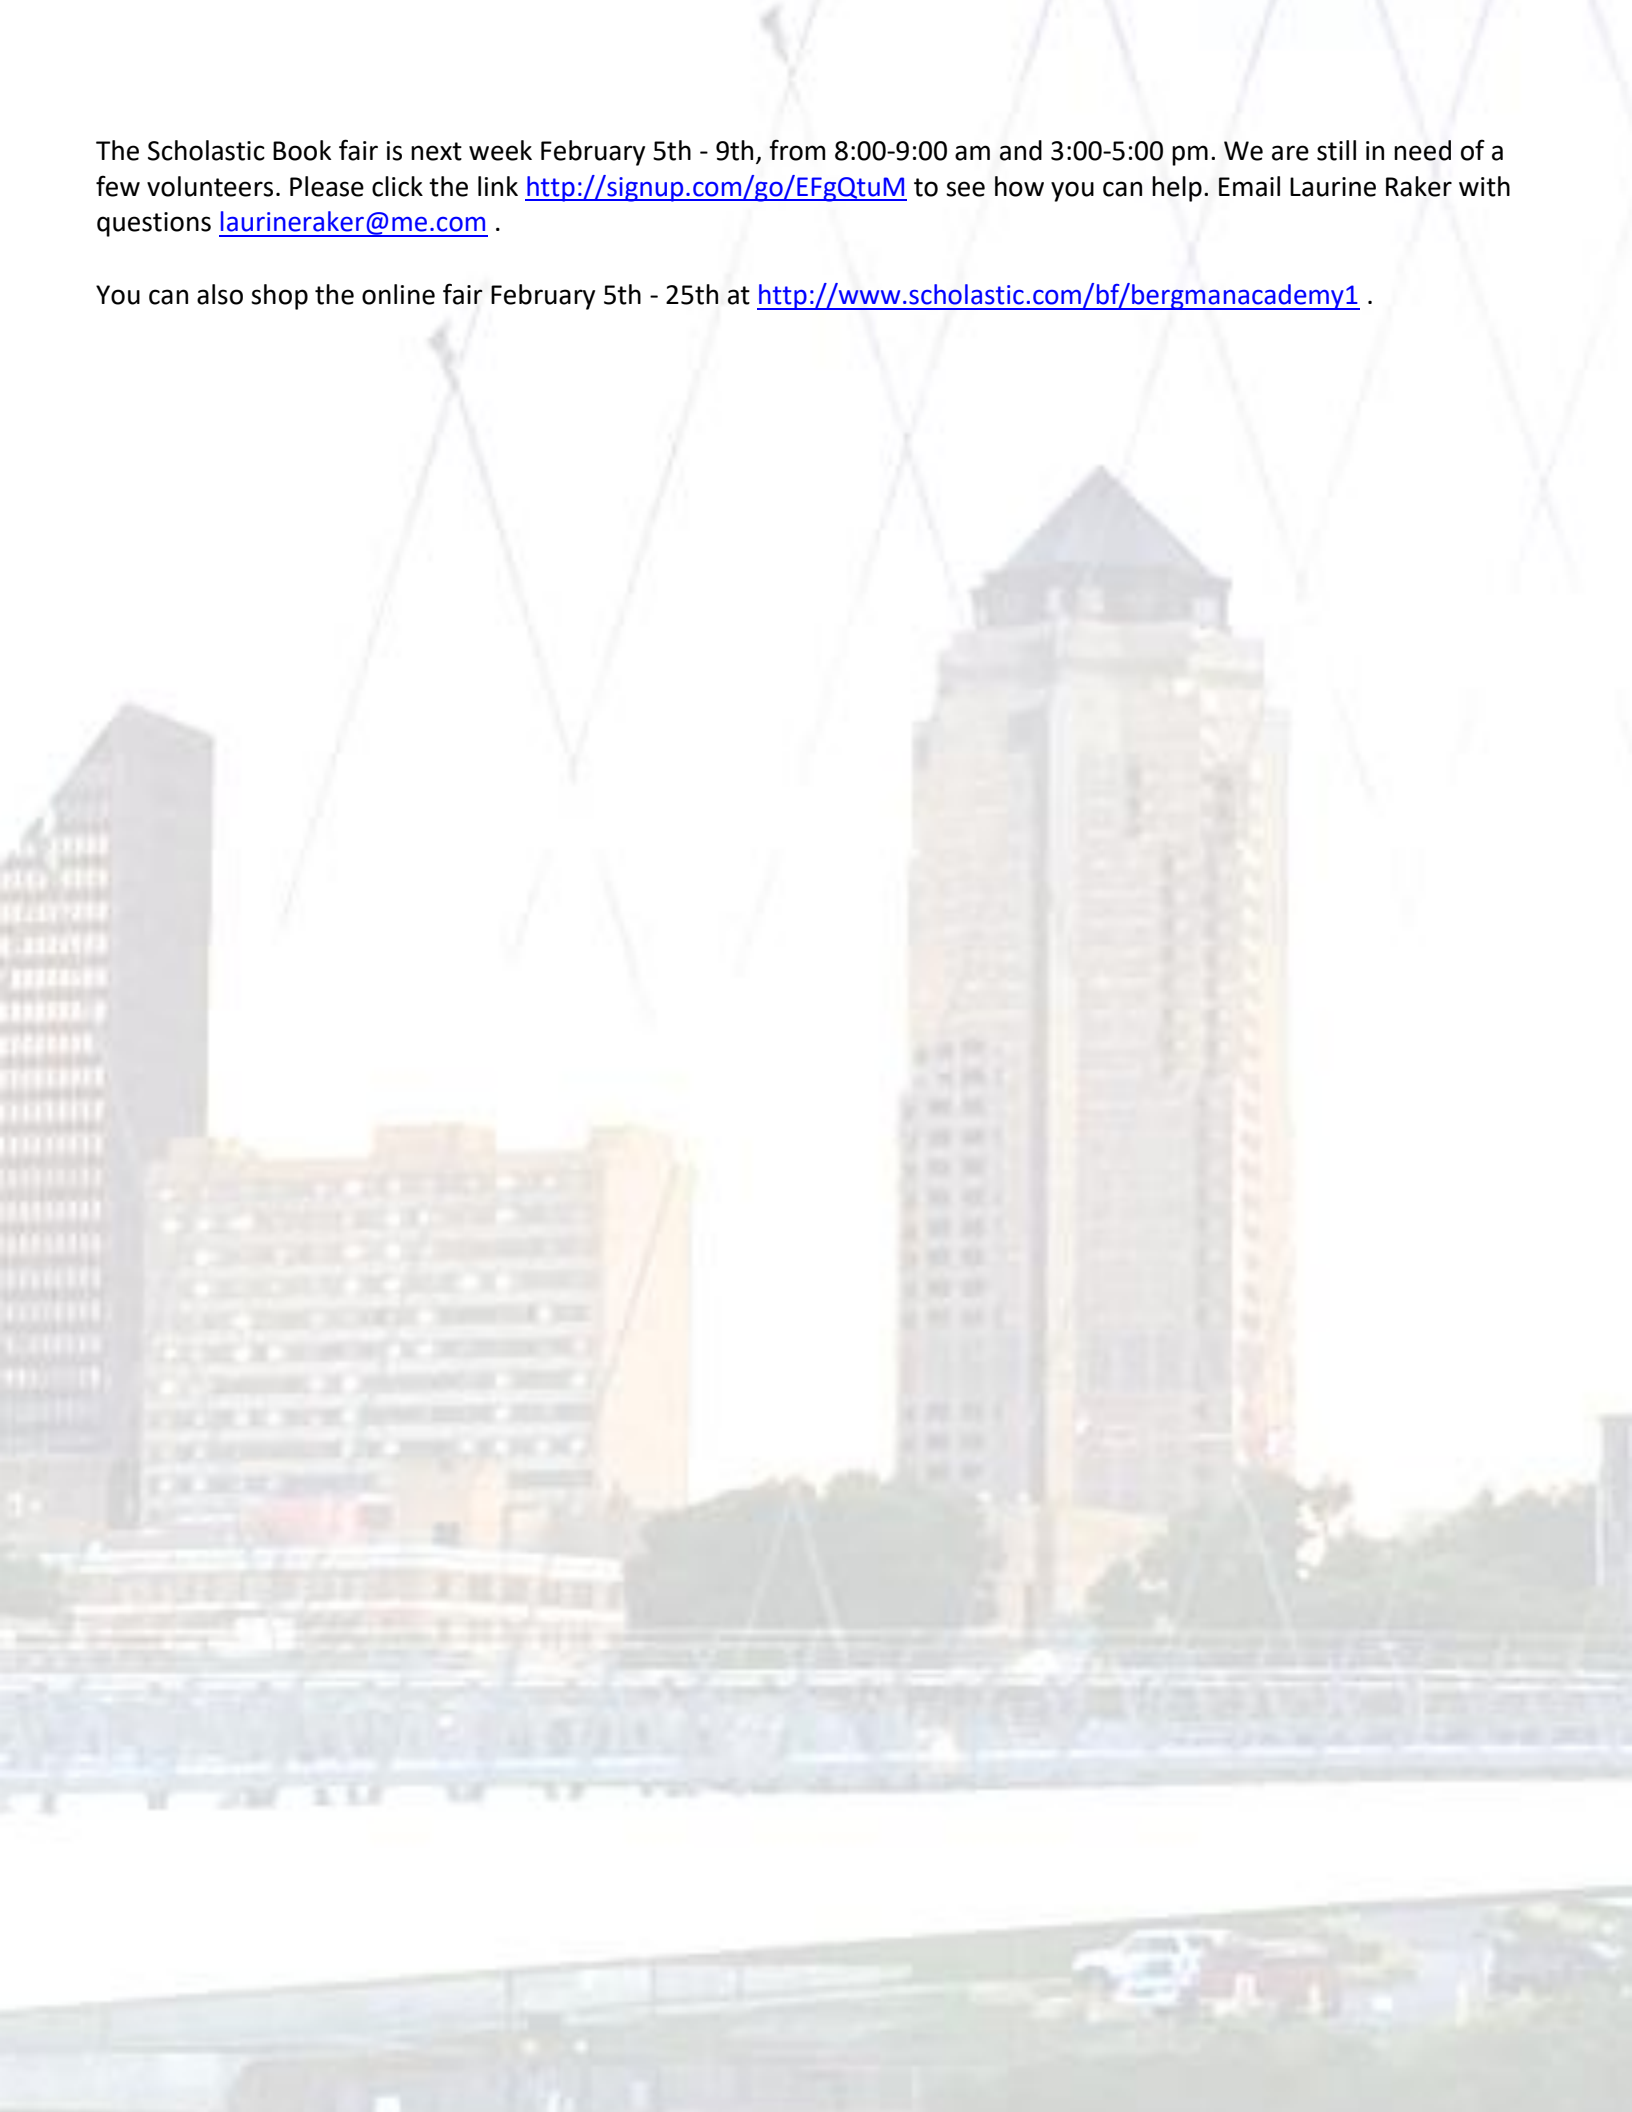 The Scholastic Book fair is next week February 5th - 9th, from 8:00-9:00 am and 3:00-5:00 pm. We are still in need of a
few volunteers. Please click the link http://signup.com/go/EFgQtuM to see how you can help. Email Laurine Raker with
questions laurineraker@me.com .
You can also shop the online fair February 5th - 25th at http://www.scholastic.com/bf/bergmanacademy1 .